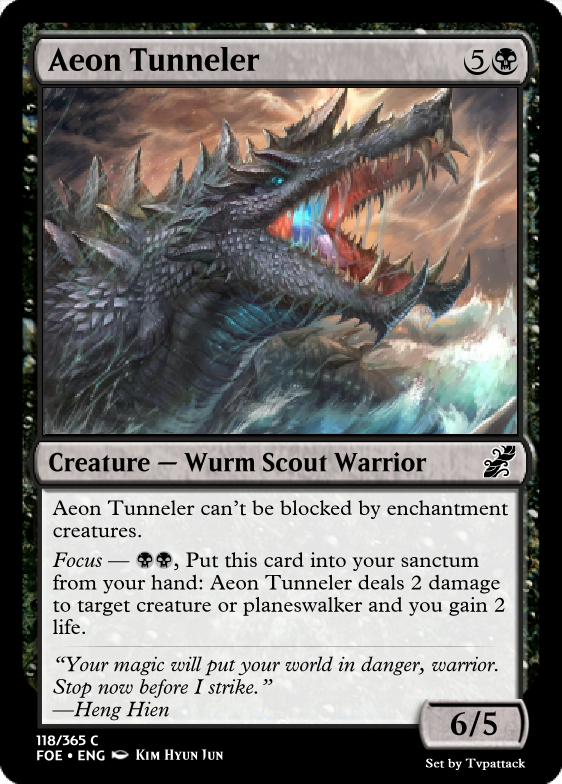 Aeon Tunneler
5
Creature — Wurm Scout Warrior
Aeon Tunneler can't be blocked by enchantment
creatures.
Focus — , Put this card into your sanctum
from your hand: Aeon Tunneler deals 2 damage
to target creature or planeswalker and you gain 2
life.
“Your magic will put your world in danger, warrior.
Stop now before I strike.”
—Heng Hien
6/5
118/365 C
FOE • ENG Kim Hyun Jun
Set by Tvpattack